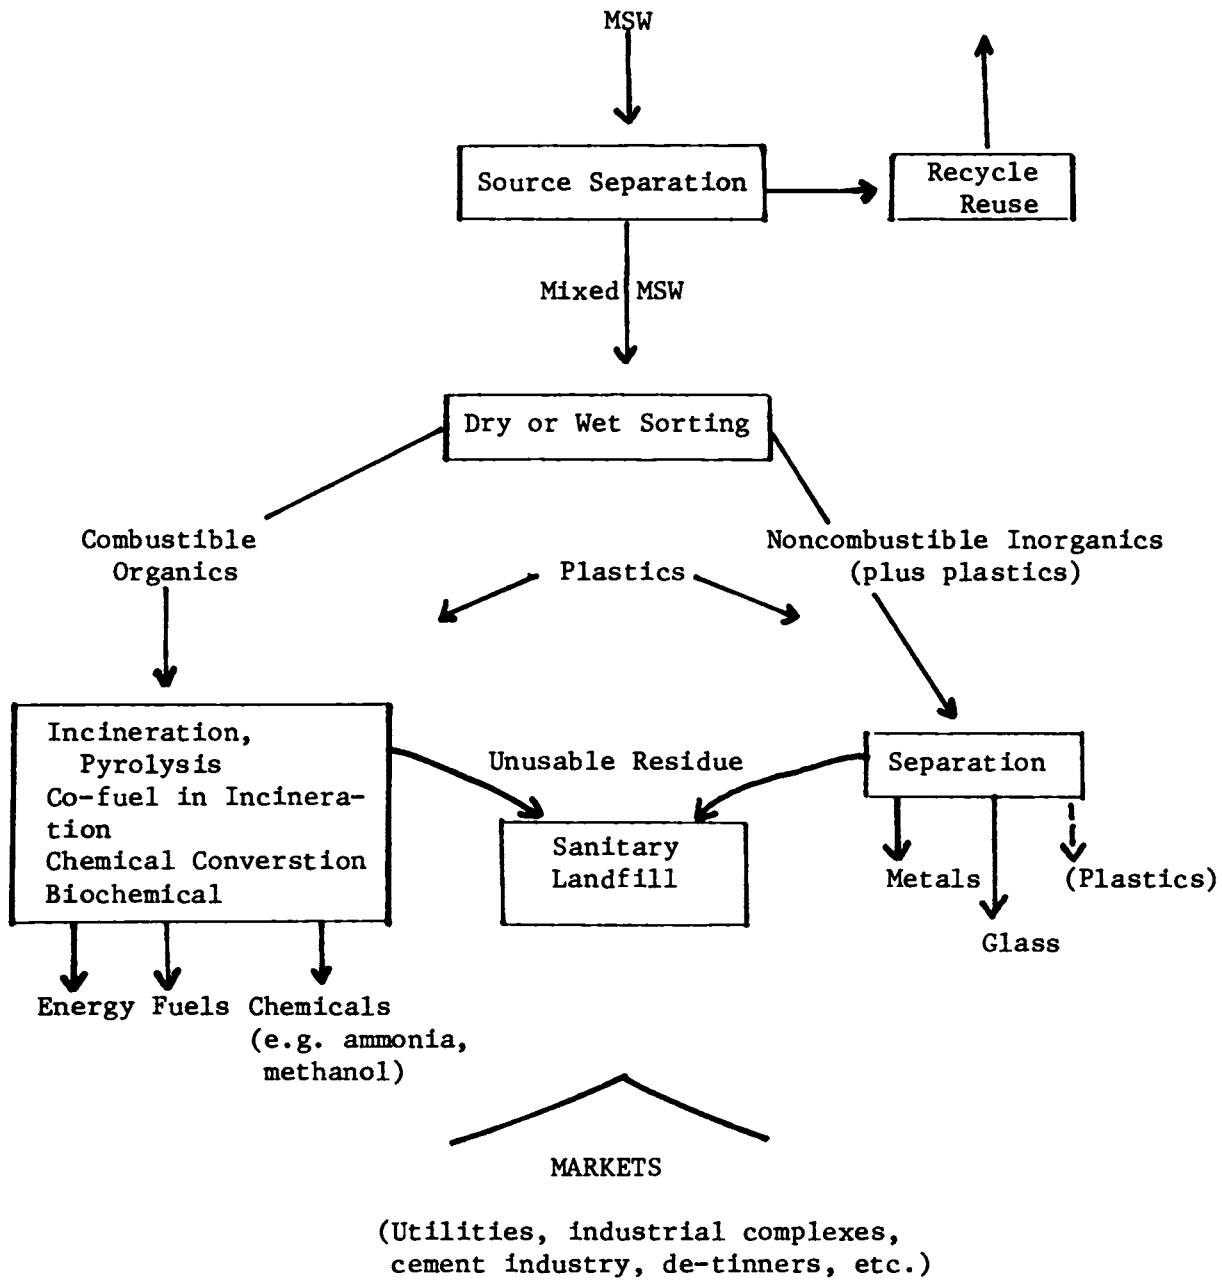 MSW
Source Separation
Recycle
Reuse
Mixed MSW
Dry or Wet Sorting
Combustible
Organics
Plastics
Noncombustible Inorganics
(plus plastics)
Incineration,
Pyrolysis
Co-fuel in Incinera-
tion
Chemical Converstion
Biochemical
Unusable Residue
Sanitary
Landfill
Separation
Metals
(Plastics)
Glass
Energy Fuels Chemicals
(e.g. ammonia,
methanol)
MARKETS
(Utilities, industrial complexes,
cement industry, de-tinners, etc.)